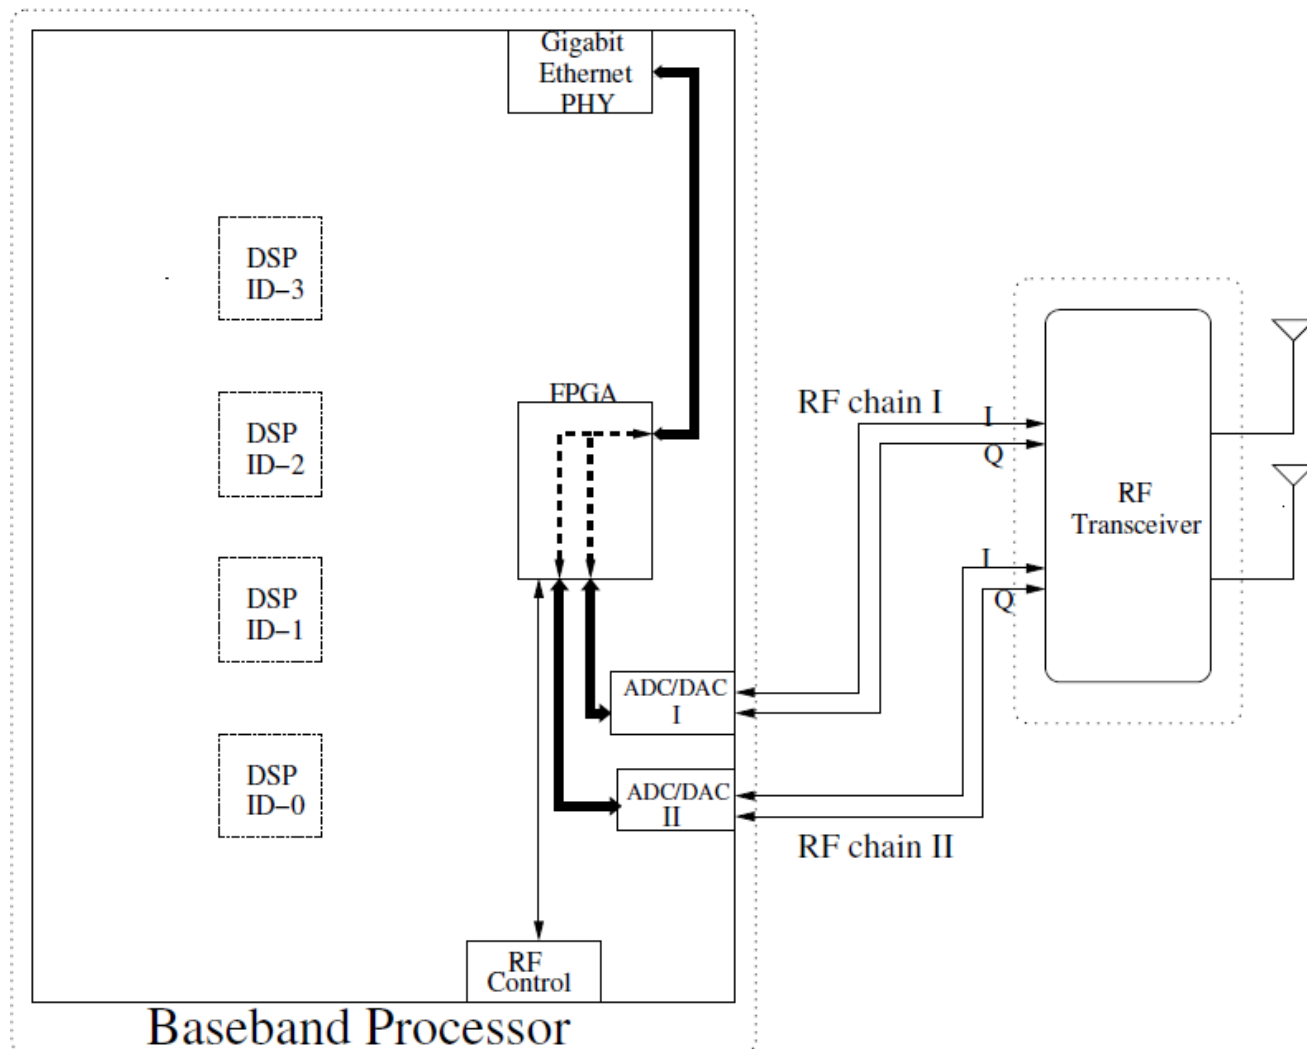 Gigabit
Ethernet
PHY
DSP
ID–3
FPGA
DSP
ID–2
RF chain I
I
Q
RF
Transceiver
I
Q
DSP
ID–1
ADC/DAC
I
DSP
ID–0
ADC/DAC
II
RF chain II
RF
Control
Baseband Processor